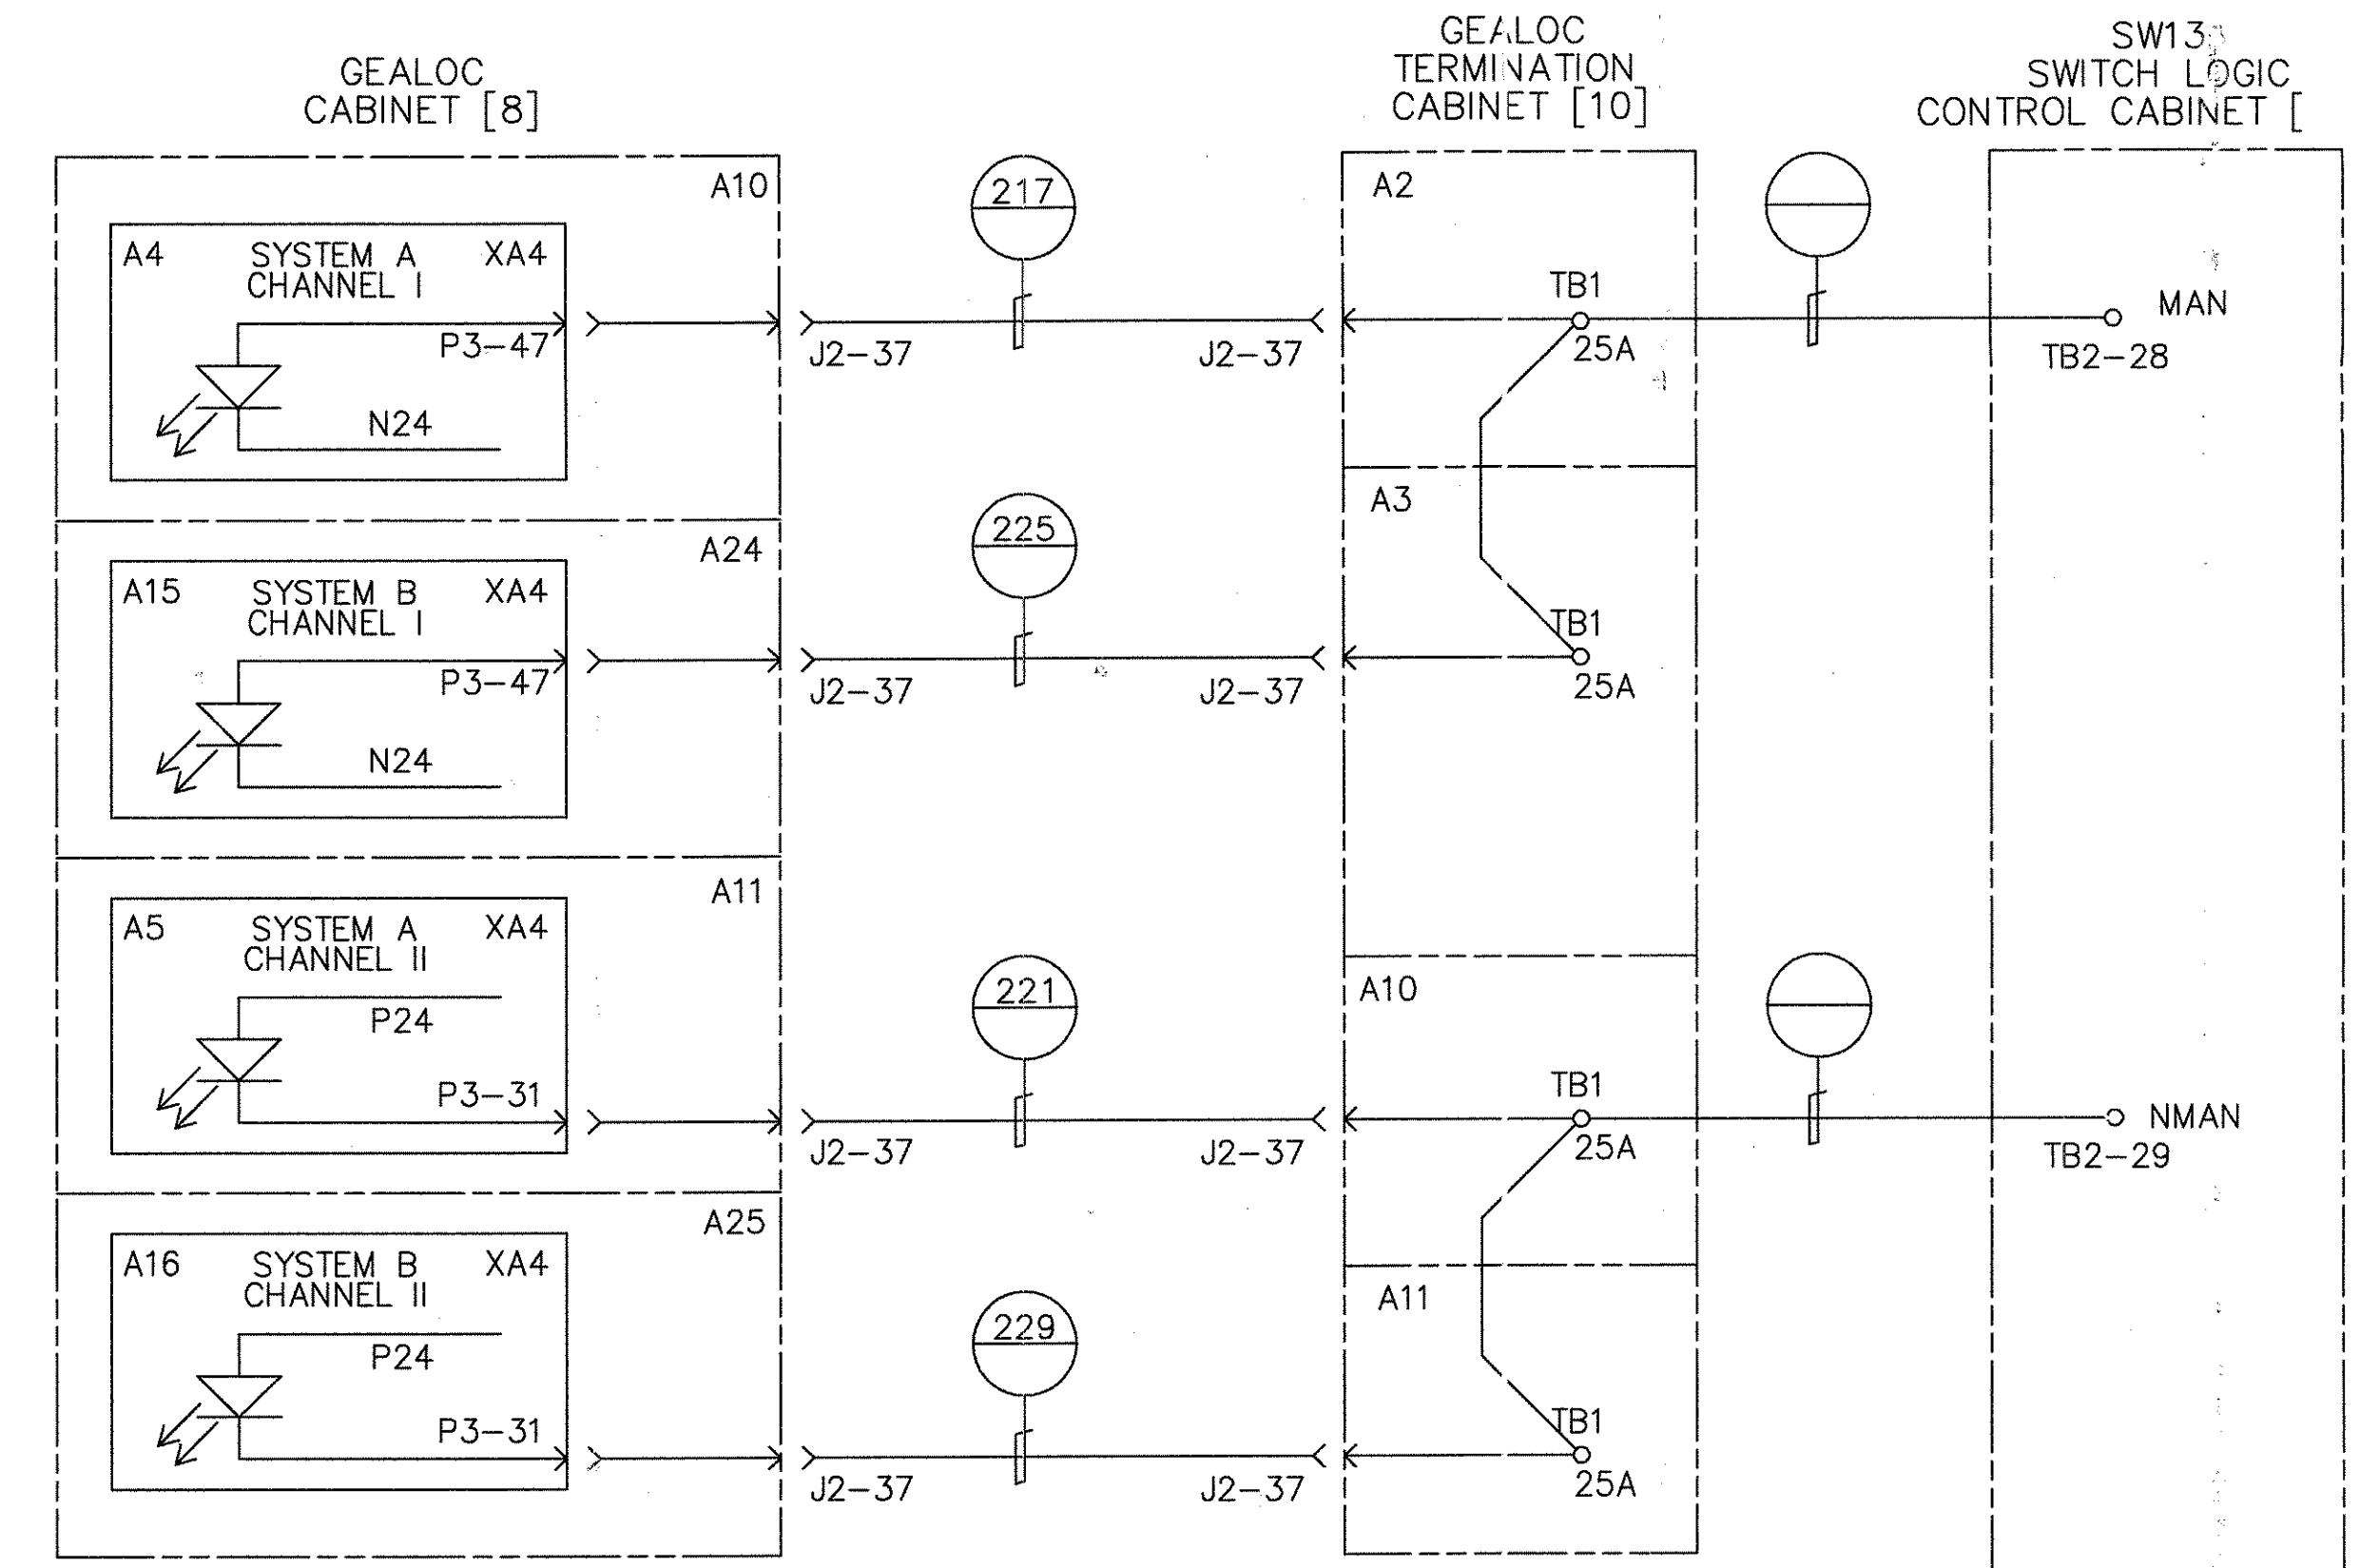 GEALOC
CABINET [8]
GEALOC
TERMINATION
CABINET [10]
SW13
SWITCH LOGIC
CONTROL CABINET [
A10
A4 SYSTEM A XA4
CHANNEL I
P3-47
N24
217
J2-37
J2-37
A2
TB1
25A
MAN
TB2-28
A24
A15 SYSTEM B XA4
CHANNEL I
P3-47
N24
225
J2-37
J2-37
A3
TB1
25A
A11
A5 SYSTEM A XA4
CHANNEL II
P24
P3-31
221
J2-37
J2-37
A10
TB1
25A
NMAN
TB2-29
A25
A16 SYSTEM B XA4
CHANNEL II
P24
P3-31
229
J2-37
J2-37
A11
TB1
25A